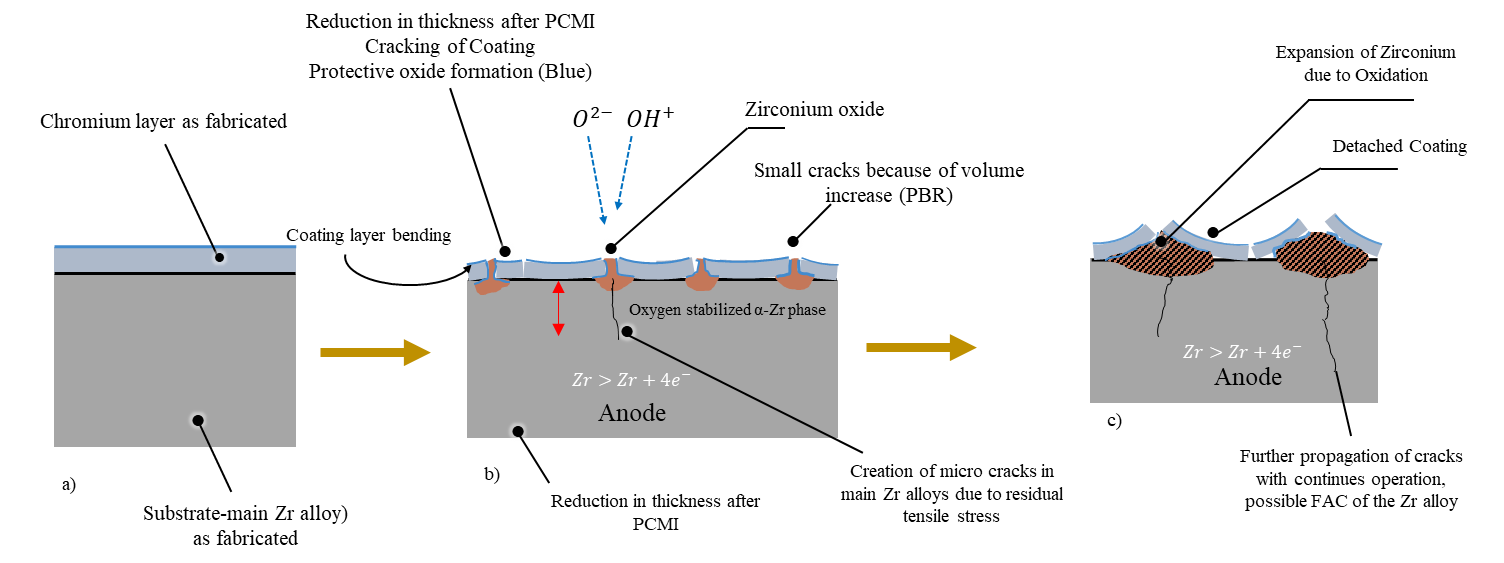 Chromium layer as fabricated
Substrate-main Zr alloy)
as fabricated
a)
Reduction in thickness after PCMI
Cracking of Coating
Protective oxide formation (Blue)
O²⁻ OH⁺
Zirconium oxide
Small cracks because of volume
increase (PBR)
Coating layer bending
Oxygen stabilized α-Zr phase
Zr > Zr + 4e⁻
Anode
b)
Reduction in thickness after
PCMI
Creation of micro cracks in
main Zr alloys due to residual
tensile stress
Expansion of Zirconium
due to Oxidation
Detached Coating
Zr > Zr + 4e⁻
Anode
c)
Further propagation of cracks
with continues operation,
possible FAC of the Zr alloy